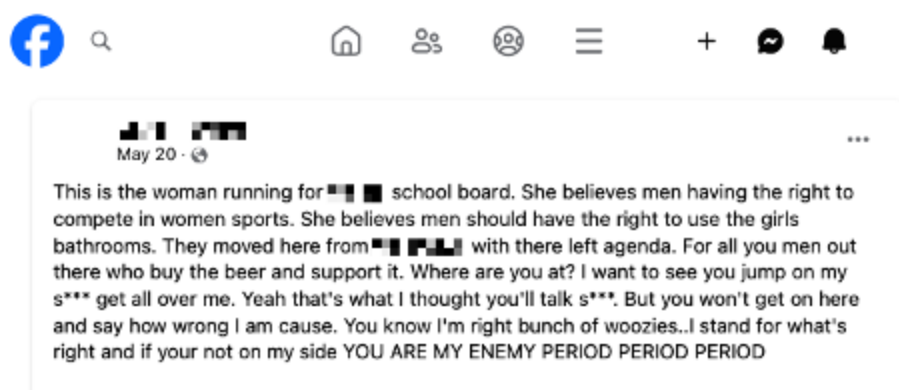 May 20
This is the woman running for school board. She believes men having the right to
compete in women sports. She believes men should have the right to use the girls
bathrooms. They moved here from with there left agenda. For all you men out
there who buy the beer and support it. Where are you at? I want to see you jump on my
s*** get all over me. Yeah that's what I thought you'll talk s***. But you won't get on here
and say how wrong I am cause. You know I'm right bunch of woozies..I stand for what's
right and if your not on my side YOU ARE MY ENEMY PERIOD PERIOD PERIOD